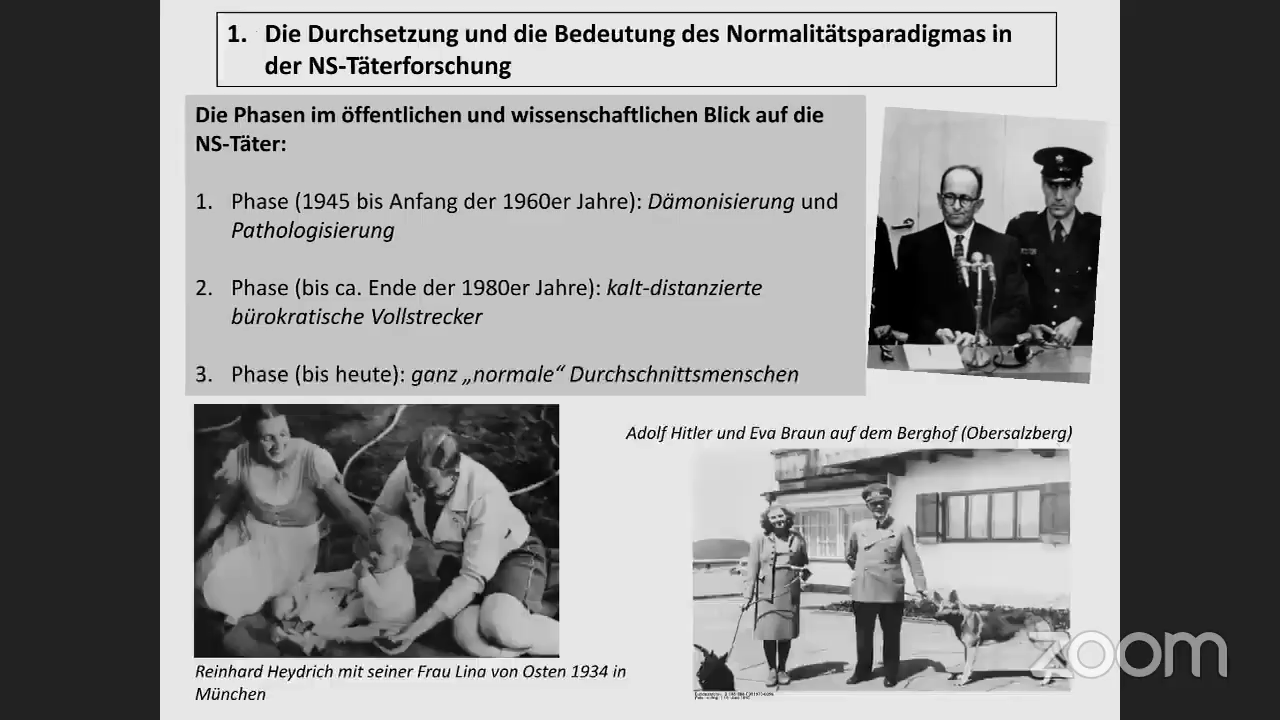 1. Die Durchsetzung und die Bedeutung des Normalitätsparadigmas in
der NS-Täterforschung
Die Phasen im öffentlichen und wissenschaftlichen Blick auf die
NS-Täter:
1. Phase (1945 bis Anfang der 1960er Jahre): Dämonisierung und
Pathologisierung
2. Phase (bis ca. Ende der 1980er Jahre): kalt-distanzierte
bürokratische Vollstrecker
3. Phase (bis heute): ganz „normale“ Durchschnittsmenschen
Adolf Hitler und Eva Braun auf dem Berghof (Obersalzberg)
Reinhard Heydrich mit seiner Frau Lina von Osten 1934 in
München
zoom